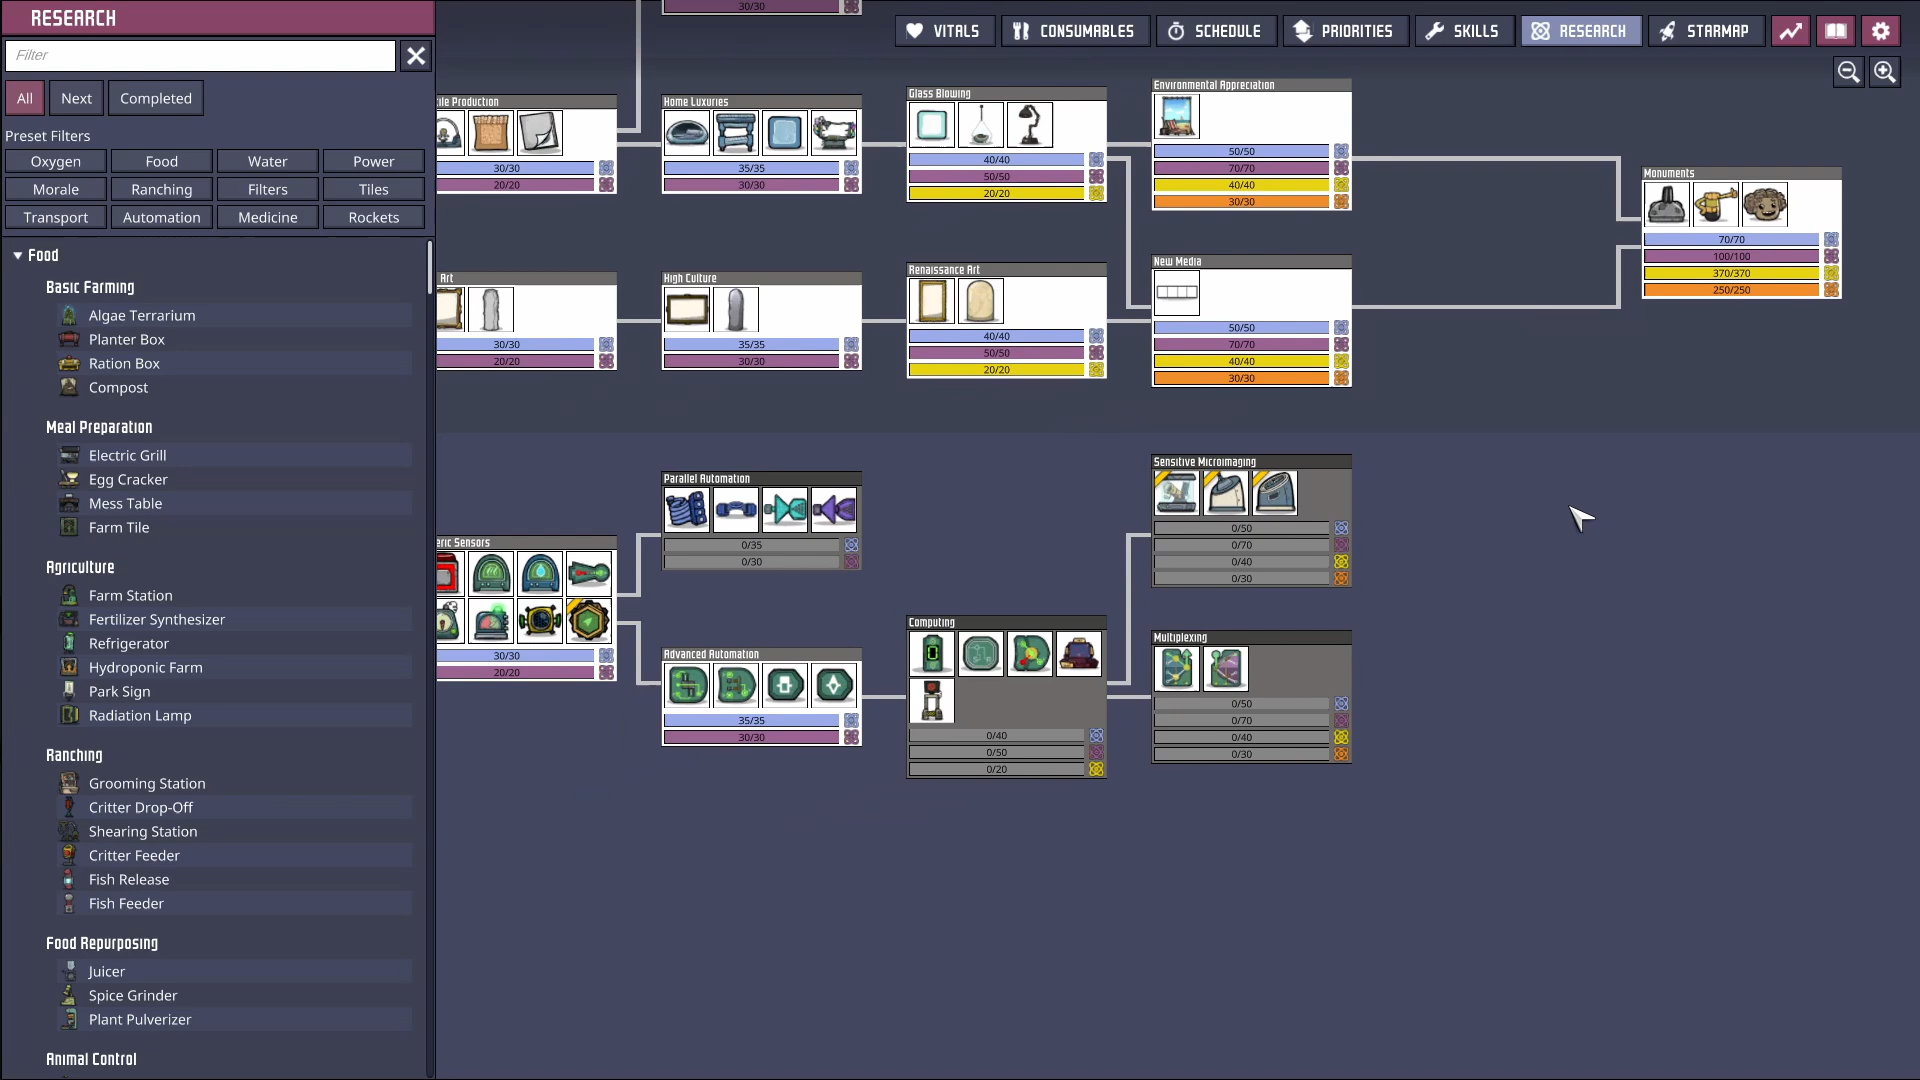 RESEARCH
Filter
All Next Completed
Preset Filters
Oxygen Food Water Power
Morale Ranching Filters Tiles
Transport Automation Medicine Rockets
Food
Basic Farming
Algae Terrarium
Planter Box
Ration Box
Compost
Meal Preparation
Electric Grill
Egg Cracker
Mess Table
Farm Tile
Agriculture
Farm Station
Fertilizer Synthesizer
Refrigerator
Hydroponic Farm
Park Sign
Radiation Lamp
Ranching
Grooming Station
Critter Drop-Off
Shearing Station
Critter Feeder
Fish Release
Fish Feeder
Food Repurposing
Juicer
Spice Grinder
Plant Pulverizer
Animal Control
VITALS CONSUMABLES SCHEDULE PRIORITIES SKILLS RESEARCH STARMAP
30/30
tile Production
30/30
20/20
Home Luxuries
35/35
30/30
Glass Blowing
40/40
50/50
20/20
Environmental Appreciation
50/50
70/70
40/40
30/30
Monuments
70/70
100/100
370/370
250/250
Art
30/30
20/20
High Culture
35/35
30/30
Renaissance Art
40/40
50/50
20/20
New Media
50/50
70/70
40/40
30/30
eric Sensors
30/30
20/20
Parallel Automation
0/35
0/30
Advanced Automation
35/35
30/30
Computing
0/40
0/50
0/20
Sensitive Microimaging
0/50
0/70
0/40
0/30
Multiplexing
0/50
0/70
0/40
0/30